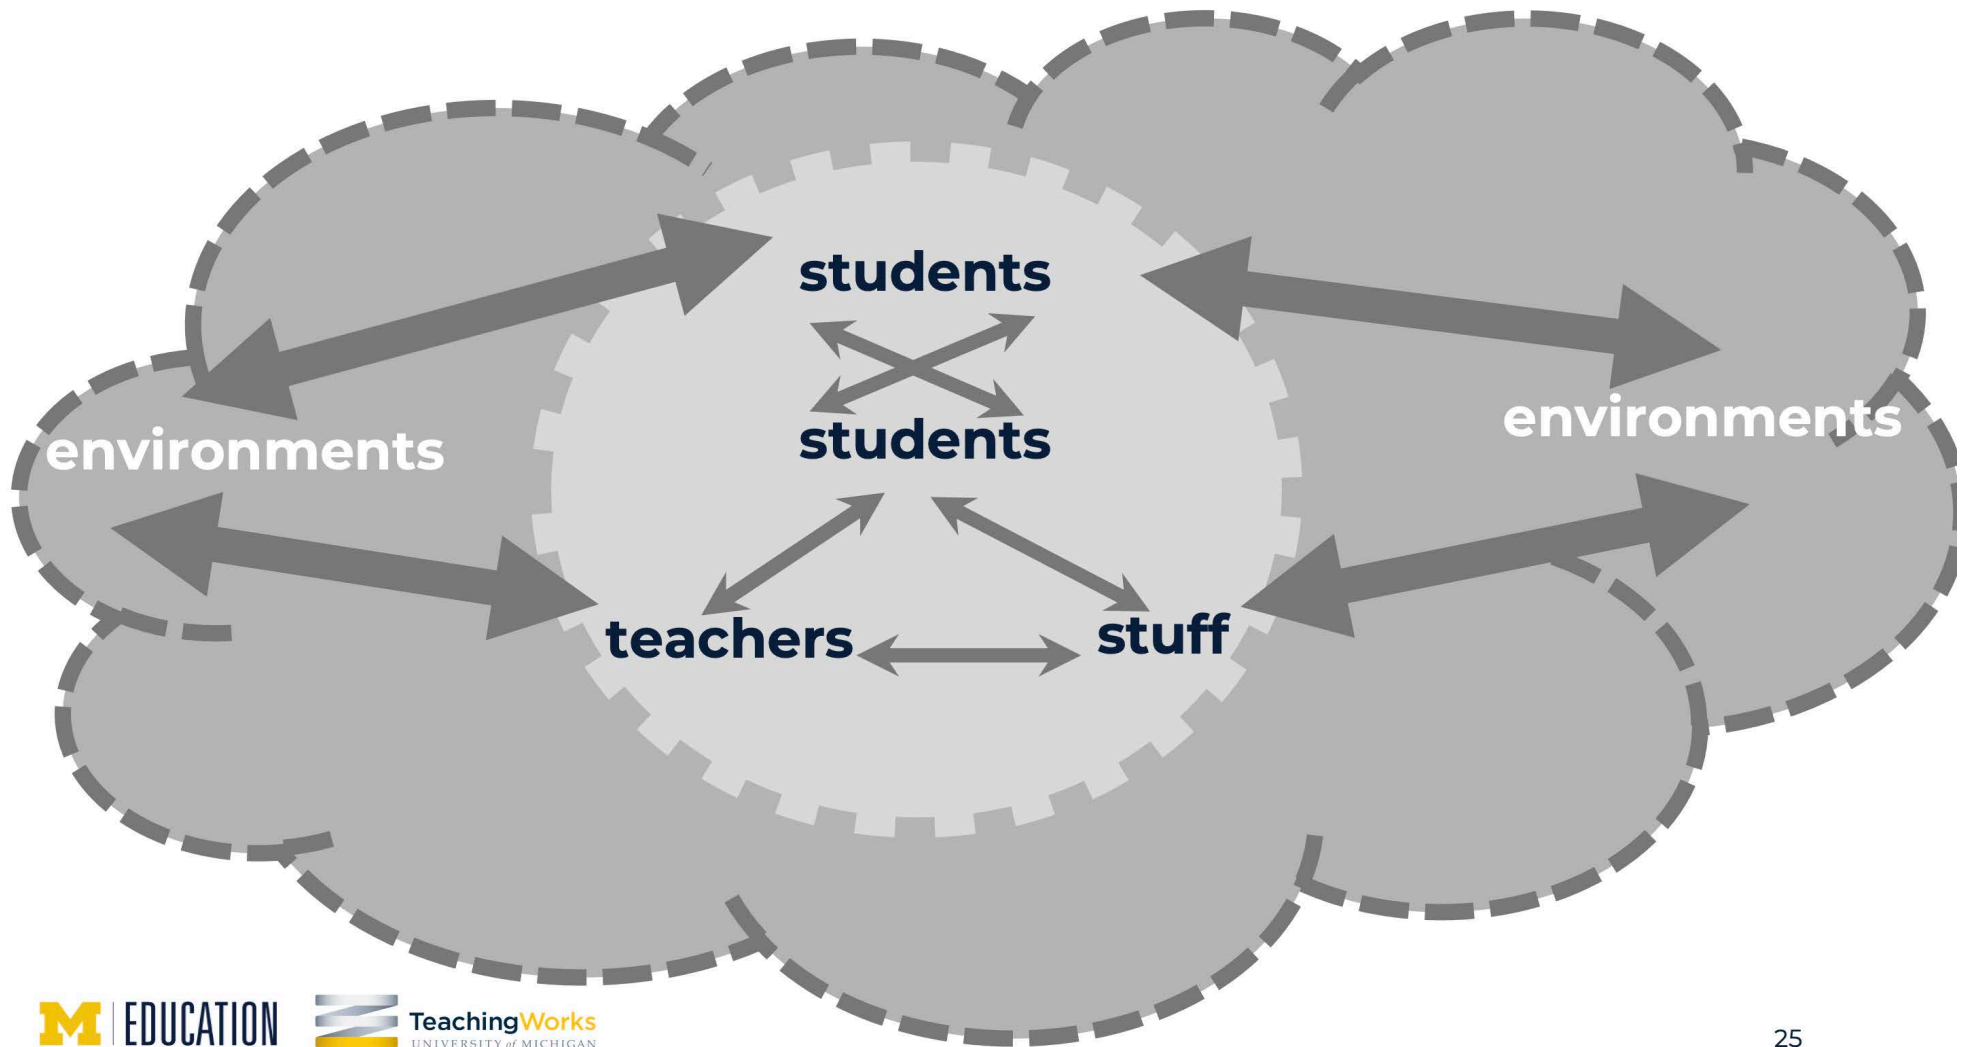 students
students
environments
environments
teachers
stuff
M EDUCATION
TeachingWorks
UNIVERSITY of MICHIGAN
25